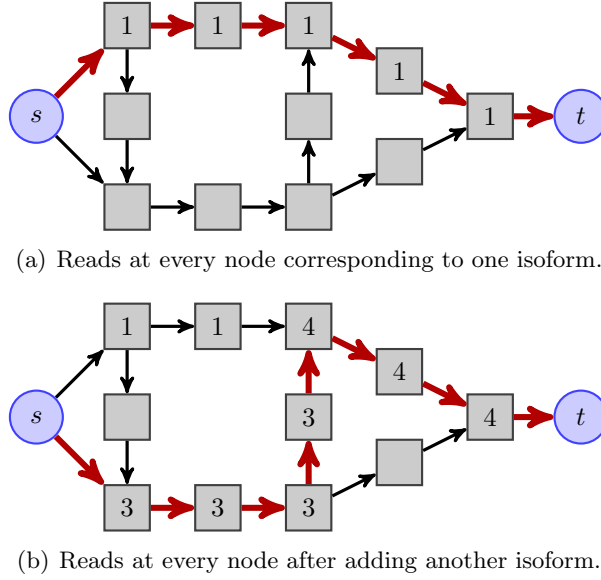 1 1 1
1
s 1 t
(a) Reads at every node corresponding to one isoform.
1 1 4
4
s 3 4 t
3 3 3
(b) Reads at every node after adding another isoform.